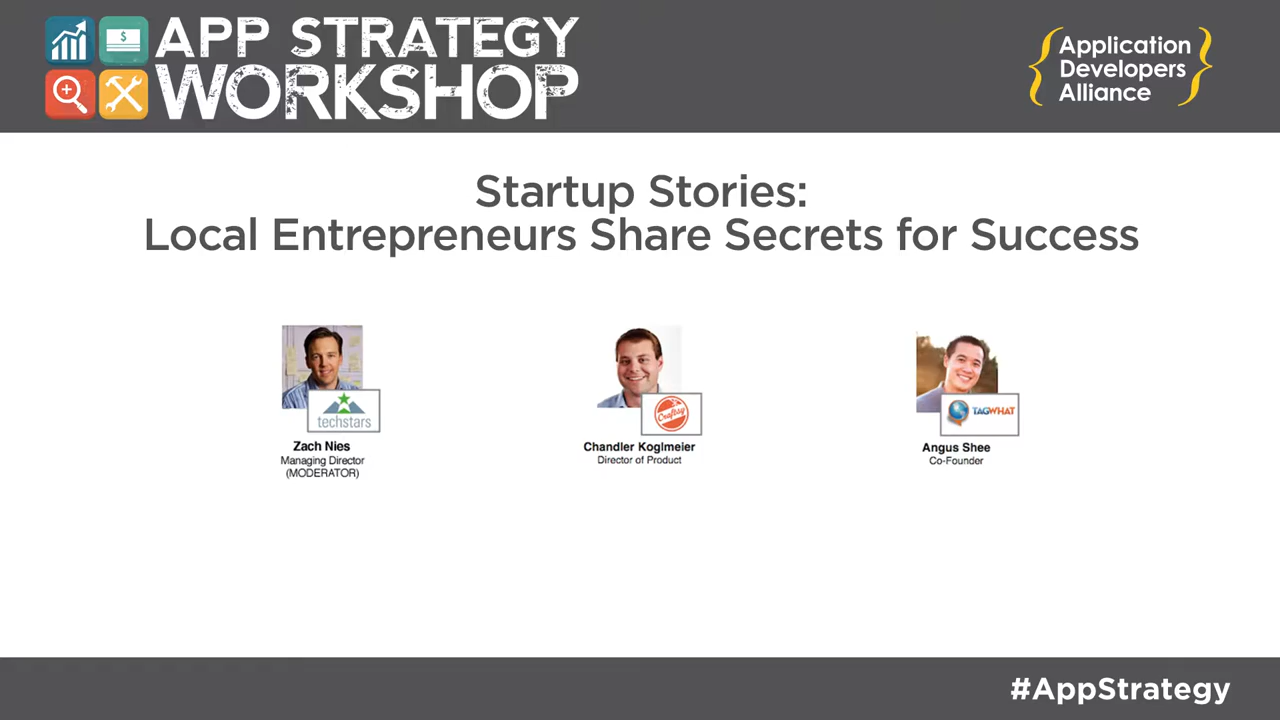 APP STRATEGY
WORKSHOP
$
Application
Developers
Alliance
Startup Stories:
Local Entrepreneurs Share Secrets for Success
techstars
Zach Nies
Managing Director
(MODERATOR)
Craftsy
Chandler Koglmeier
Director of Product
TAGWHAT
Angus Shee
Co-Founder
#AppStrategy